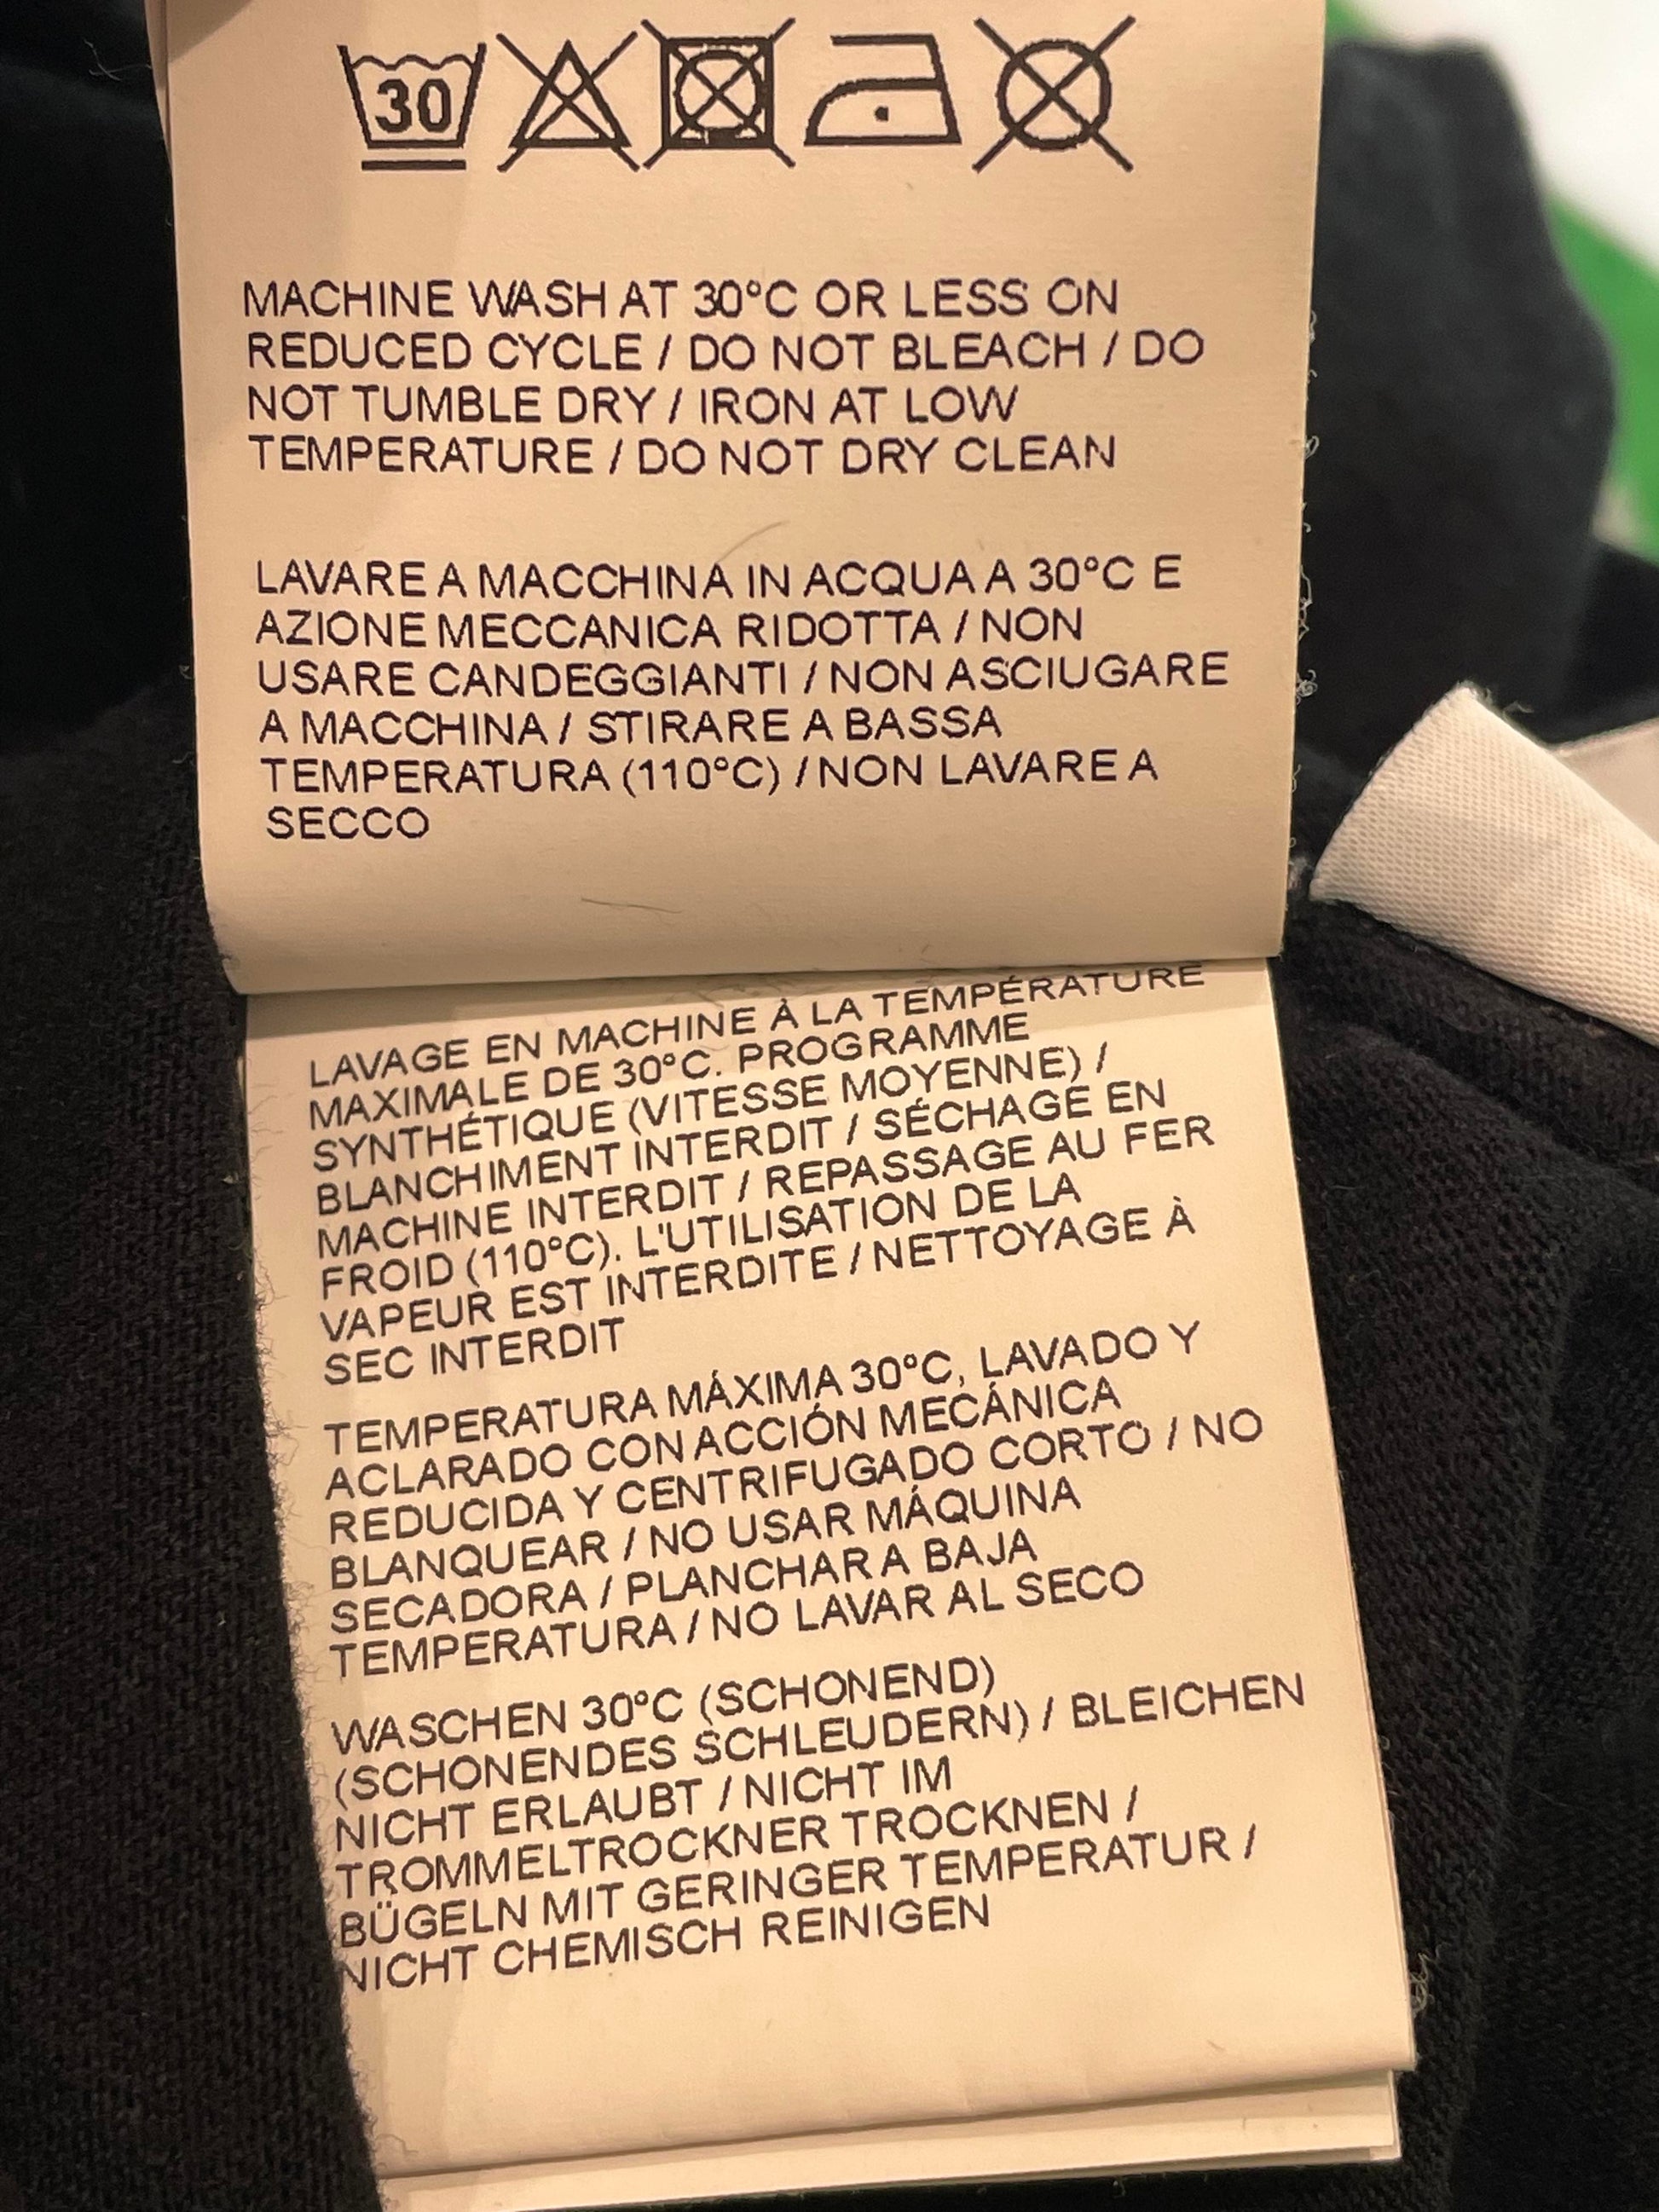 30
MACHINE WASH AT 30°C OR LESS ON
REDUCED CYCLE / DO NOT BLEACH / DO
NOT TUMBLE DRY / IRON AT LOW
TEMPERATURE / DO NOT DRY CLEAN
LAVARE A MACCHINA IN ACQUA A 30°C E
AZIONE MECCANICA RIDOTTA / NON
USARE CANDEGGIANTI / NON ASCIUGARE
A MACCHINA / STIRARE A BASSA
TEMPERATURA (110°C) / NON LAVARE A
SECCO
LAVAGE EN MACHINE À LA TEMPÉRATURE
MAXIMALE DE 30°C. PROGRAMME
SYNTHÉTIQUE (VITESSE MOYENNE) /
BLANCHIMENT INTERDIT / SÉCHAGE EN
MACHINE INTERDIT / REPASSAGE AU FER
FROID (110°C). L'UTILISATION DE LA
VAPEUR EST INTERDITE / NETTOYAGE À
SEC INTERDIT
TEMPERATURA MÁXIMA 30°C, LAVADO Y
ACLARADO CON ACCIÓN MECÁNICA
REDUCIDA Y CENTRIFUGADO CORTO / NO
BLANQUEAR / NO USAR MÁQUINA
SECADORA / PLANCHAR A BAJA
TEMPERATURA / NO LAVAR AL SECO
WASCHEN 30°C (SCHONEND)
(SCHONENDES SCHLEUDERN) / BLEICHEN
NICHT ERLAUBT / NICHT IM
TROMMELTROCKNER TROCKNEN /
BÜGELN MIT GERINGER TEMPERATUR /
NICHT CHEMISCH REINIGEN